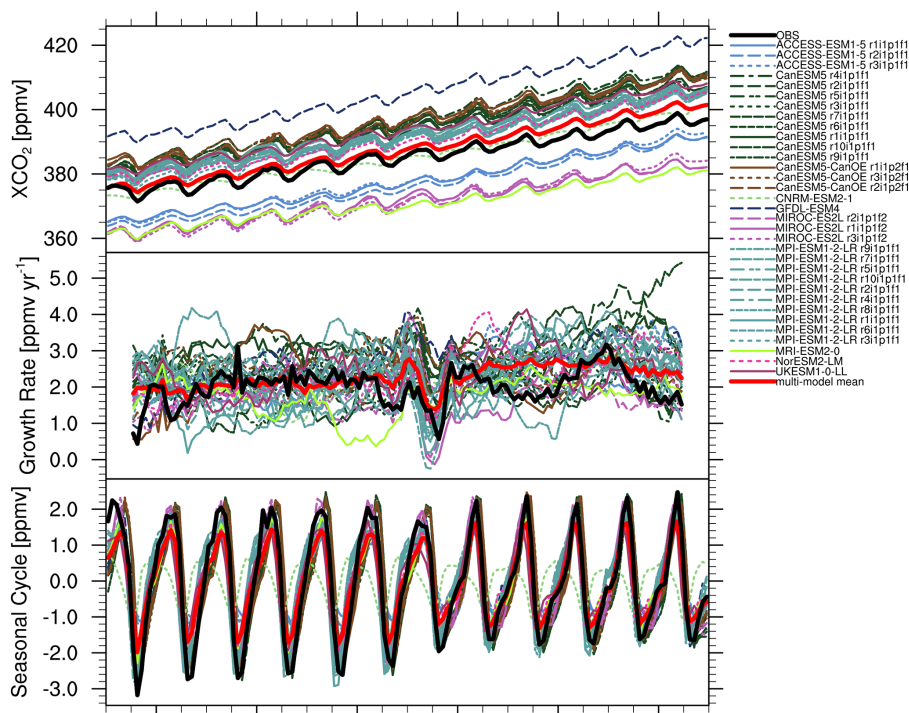 420
400
380
360
XCO2 [ppmv]
5.0
4.0
3.0
2.0
1.0
0.0
Growth Rate [ppmv yr-1]
2.0
1.0
0.0
-1.0
-2.0
-3.0
Seasonal Cycle [ppmv]
OBS
ACCESS-ESM1-5 r1i1p1f1
ACCESS-ESM1-5 r2i1p1f1
ACCESS-ESM1-5 r3i1p1f1
CanESM5 r4i1p1f1
CanESM5 r2i1p1f1
CanESM5 r5i1p1f1
CanESM5 r3i1p1f1
CanESM5 r7i1p1f1
CanESM5 r6i1p1f1
CanESM5 r1i1p1f1
CanESM5 r10i1p1f1
CanESM5 r9i1p1f1
CanESM5-CanOE r1i1p2f1
CanESM5-CanOE r3i1p2f1
CanESM5-CanOE r2i1p2f1
CNRM-ESM2-1
GFDL-ESM4
MIROC-ES2L r2i1p1f2
MIROC-ES2L r1i1p1f2
MIROC-ES2L r3i1p1f2
MPI-ESM1-2-LR r9i1p1f1
MPI-ESM1-2-LR r7i1p1f1
MPI-ESM1-2-LR r5i1p1f1
MPI-ESM1-2-LR r10i1p1f1
MPI-ESM1-2-LR r2i1p1f1
MPI-ESM1-2-LR r4i1p1f1
MPI-ESM1-2-LR r8i1p1f1
MPI-ESM1-2-LR r1i1p1f1
MPI-ESM1-2-LR r6i1p1f1
MPI-ESM1-2-LR r3i1p1f1
MRI-ESM2-0
NorESM2-LM
UKESM1-0-LL
multi-model mean